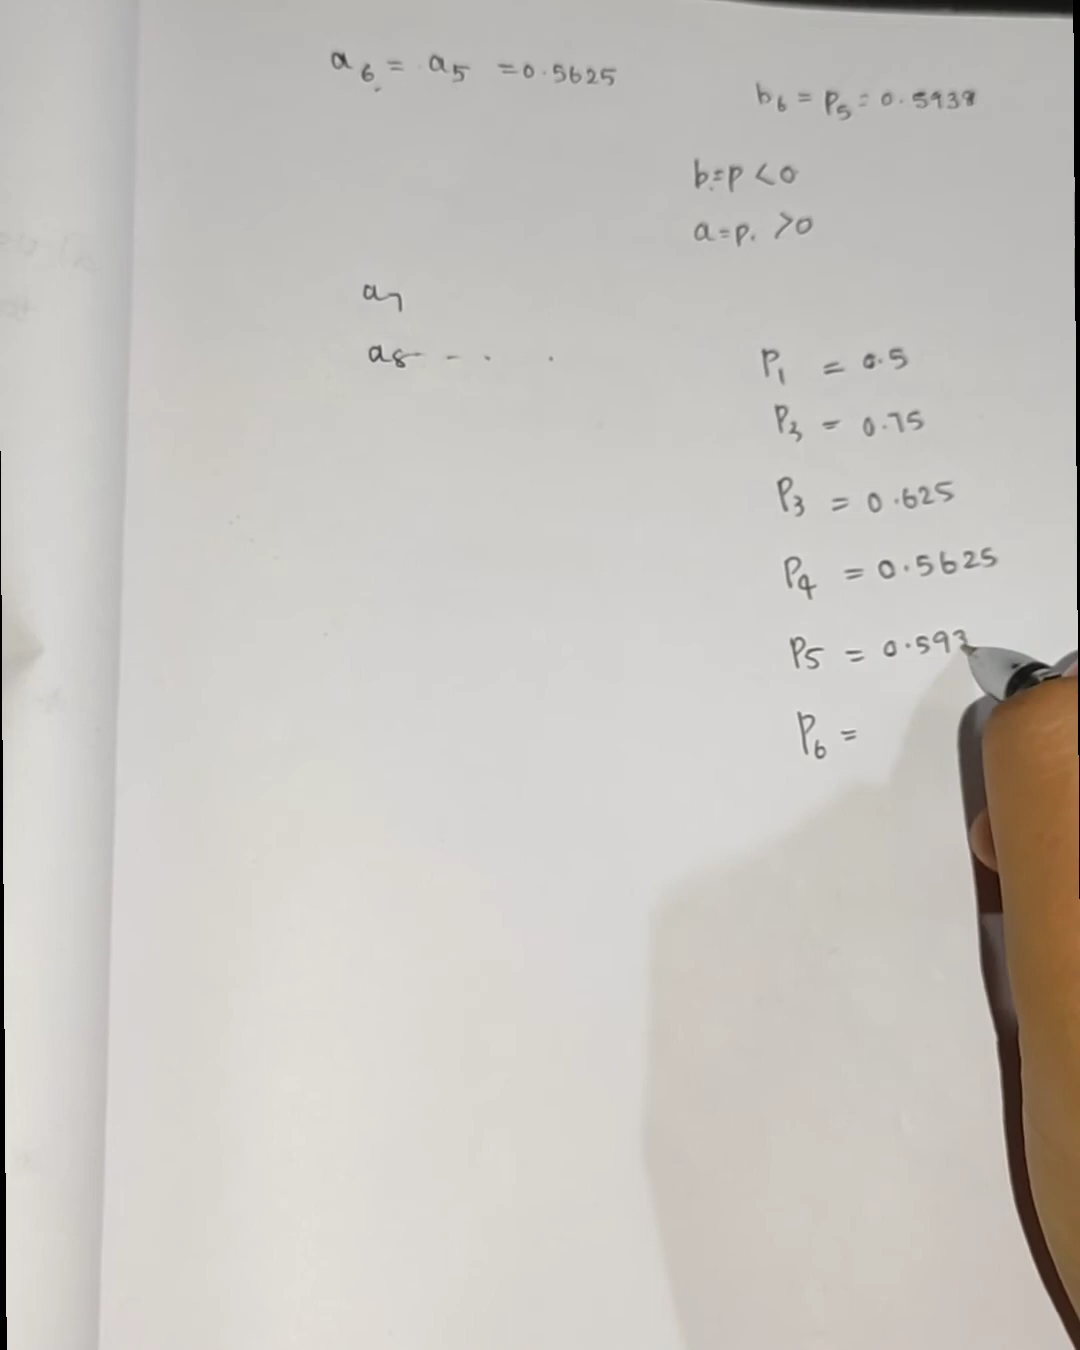 a6 = a5 = 0.5625
b6 = P5 = 0.5938
b=p <0
a=p. >0
a7
a8 - - . .
P1 = 0.5
P3 = 0.75
P3 = 0.625
P4 = 0.5625
P5 = 0.593
P6 =